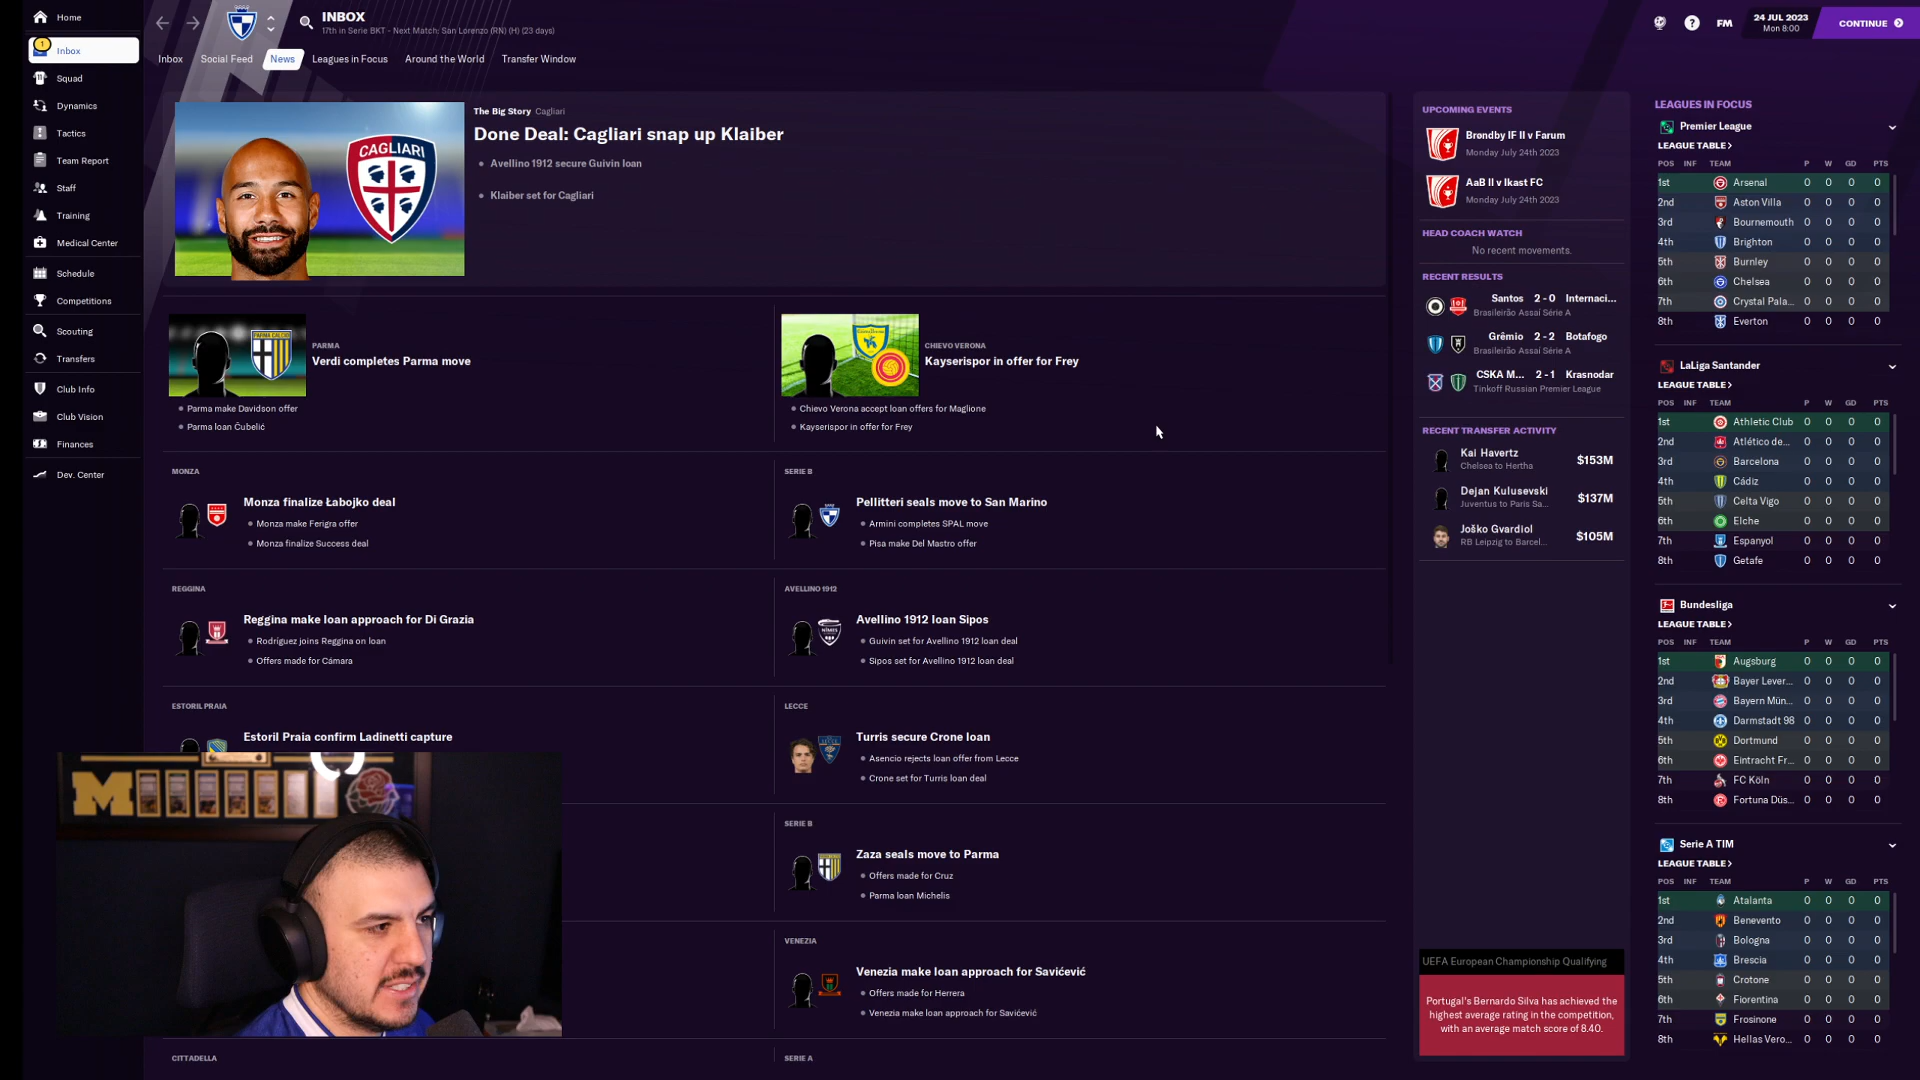 Home
Inbox
Squad
Dynamics
Tactics
Team Report
Staff
Training
Medical Center
Schedule
Competitions
Scouting
Transfers
Club Info
Club Vision
Finances
Dev. Center
1
INBOX
17th in Serie BKT - Next Match: San Lorenzo (RN) (H) (23 days)
FM
24 JUL 2023
Mon 8:00
CONTINUE
Inbox
Social Feed
News
Leagues in Focus
Around the World
Transfer Window
CAGLIARI
The Big Story Cagliari
Done Deal: Cagliari snap up Klaiber
Avellino 1912 secure Guivin loan
Klaiber set for Cagliari
PARMA
Verdi completes Parma move
Parma make Davidson offer
Parma loan Čubelić
CHIEVO VERONA
Kayserispor in offer for Frey
Chievo Verona accept loan offers for Maglione
Kayserispor in offer for Frey
MONZA
Monza finalize Łabojko deal
Monza make Ferigra offer
Monza finalize Success deal
SERIE B
Pellitteri seals move to San Marino
Armini completes SPAL move
Pisa make Del Mastro offer
REGGINA
Reggina make loan approach for Di Grazia
Rodríguez joins Reggina on loan
Offers made for Cámara
AVELLINO 1912
Avellino 1912 loan Sipos
Guivin set for Avellino 1912 loan deal
Sipos set for Avellino 1912 loan deal
ESTORIL PRAIA
Estoril Praia confirm Ladinetti capture
LECCE
Turris secure Crone loan
Asencio rejects loan offer from Lecce
Crone set for Turris loan deal
SERIE B
Zaza seals move to Parma
Offers made for Cruz
Parma loan Michelis
VENEZIA
Venezia make loan approach for Savićević
Offers made for Herrera
Venezia make loan approach for Savićević
CITTADELLA
SERIE A
M
UPCOMING EVENTS
Brøndby IF II v Farum
Monday July 24th 2023
AaB II v Ikast FC
Monday July 24th 2023
HEAD COACH WATCH
No recent movements.
RECENT RESULTS
Santos 2 - 0 Internaci...
Brasileirão Assaí Série A
Grêmio 2 - 2 Botafogo
Brasileirão Assaí Série A
CSKA M... 2 - 1 Krasnodar
Tinkoff Russian Premier League
RECENT TRANSFER ACTIVITY
Kai Havertz $153M
Chelsea to Hertha
Dejan Kulusevski $137M
Juventus to Paris Sa...
Joško Gvardiol $105M
RB Leipzig to Barcel...
UEFA European Championship Qualifying
Portugal's Bernardo Silva has achieved the
highest average rating in the competition,
with an average match score of 8.40.
LEAGUES IN FOCUS
Premier League
LEAGUE TABLE>
POS INF TEAM P W GD PTS
1st Arsenal 0 0 0 0
2nd Aston Villa 0 0 0 0
3rd Bournemouth 0 0 0 0
4th Brighton 0 0 0 0
5th Burnley 0 0 0 0
6th Chelsea 0 0 0 0
7th Crystal Pala... 0 0 0 0
8th Everton 0 0 0 0
LaLiga Santander
LEAGUE TABLE>
POS INF TEAM P W GD PTS
1st Athletic Club 0 0 0 0
2nd Atlético de... 0 0 0 0
3rd Barcelona 0 0 0 0
4th Cádiz 0 0 0 0
5th Celta Vigo 0 0 0 0
6th Elche 0 0 0 0
7th Espanyol 0 0 0 0
8th Getafe 0 0 0 0
Bundesliga
LEAGUE TABLE>
POS INF TEAM P W GD PTS
1st Augsburg 0 0 0 0
2nd Bayer Lever... 0 0 0 0
3rd Bayern Mün... 0 0 0 0
4th Darmstadt 98 0 0 0 0
5th Dortmund 0 0 0 0
6th Eintracht Fr... 0 0 0 0
7th FC Köln 0 0 0 0
8th Fortuna Düs... 0 0 0 0
Serie A TIM
LEAGUE TABLE>
POS INF TEAM P W GD PTS
1st Atalanta 0 0 0 0
2nd Benevento 0 0 0 0
3rd Bologna 0 0 0 0
4th Brescia 0 0 0 0
5th Crotone 0 0 0 0
6th Fiorentina 0 0 0 0
7th Frosinone 0 0 0 0
8th Hellas Vero... 0 0 0 0